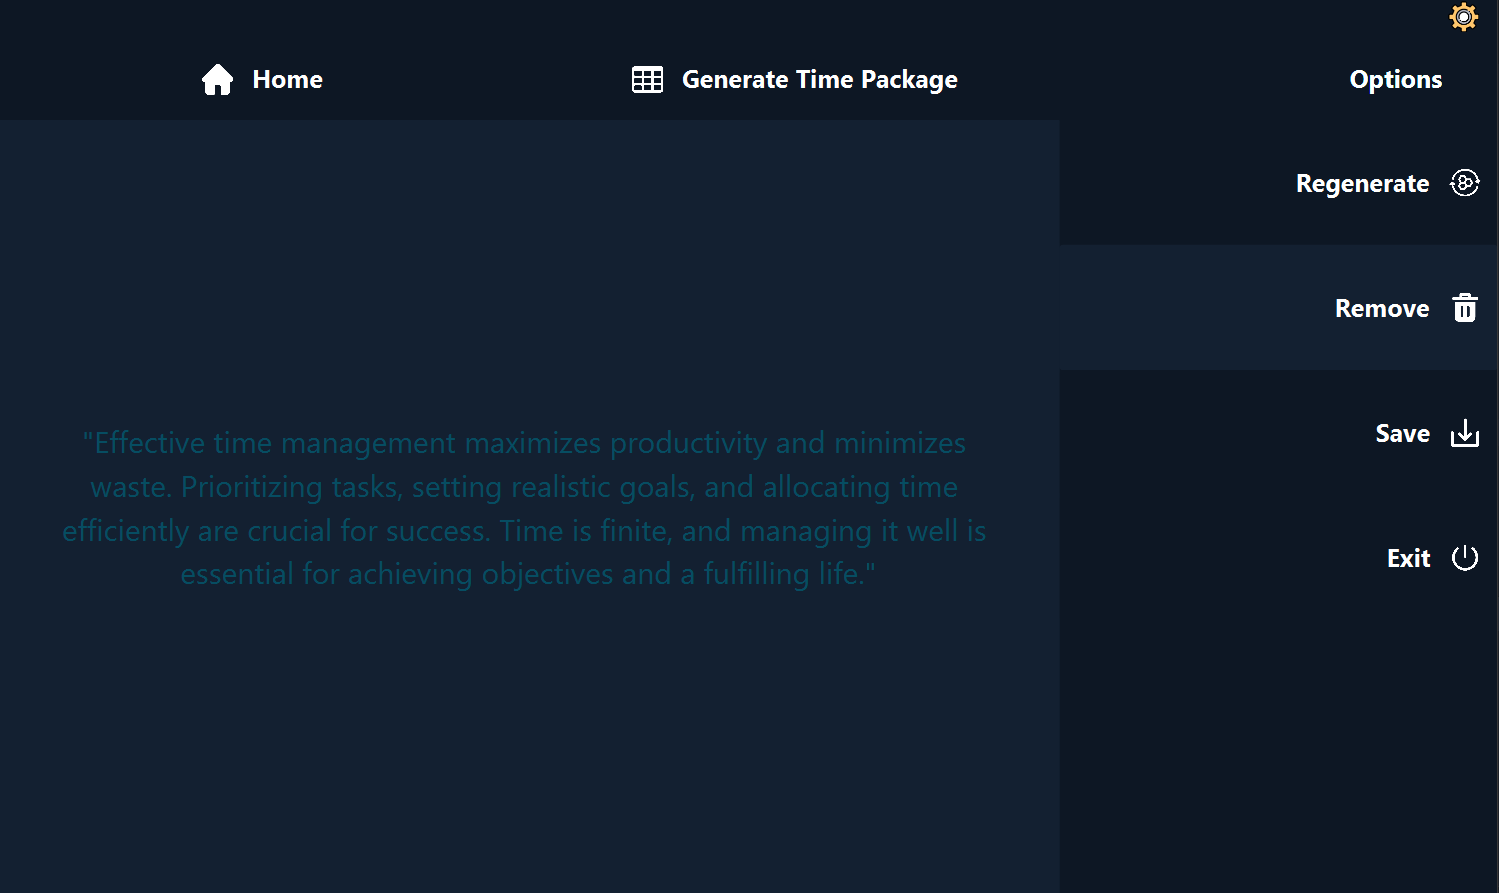 Home
Generate Time Package
Options
Regenerate
Remove
Save
Exit
"Effective time management maximizes productivity and minimizes
waste. Prioritizing tasks, setting realistic goals, and allocating time
efficiently are crucial for success. Time is finite, and managing it well is
essential for achieving objectives and a fulfilling life."